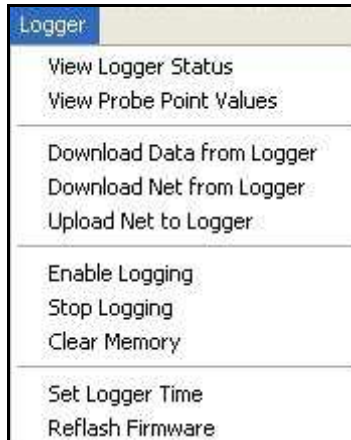 Logger
View Logger Status
View Probe Point Values
Download Data from Logger
Download Net from Logger
Upload Net to Logger
Enable Logging
Stop Logging
Clear Memory
Set Logger Time
Reflash Firmware